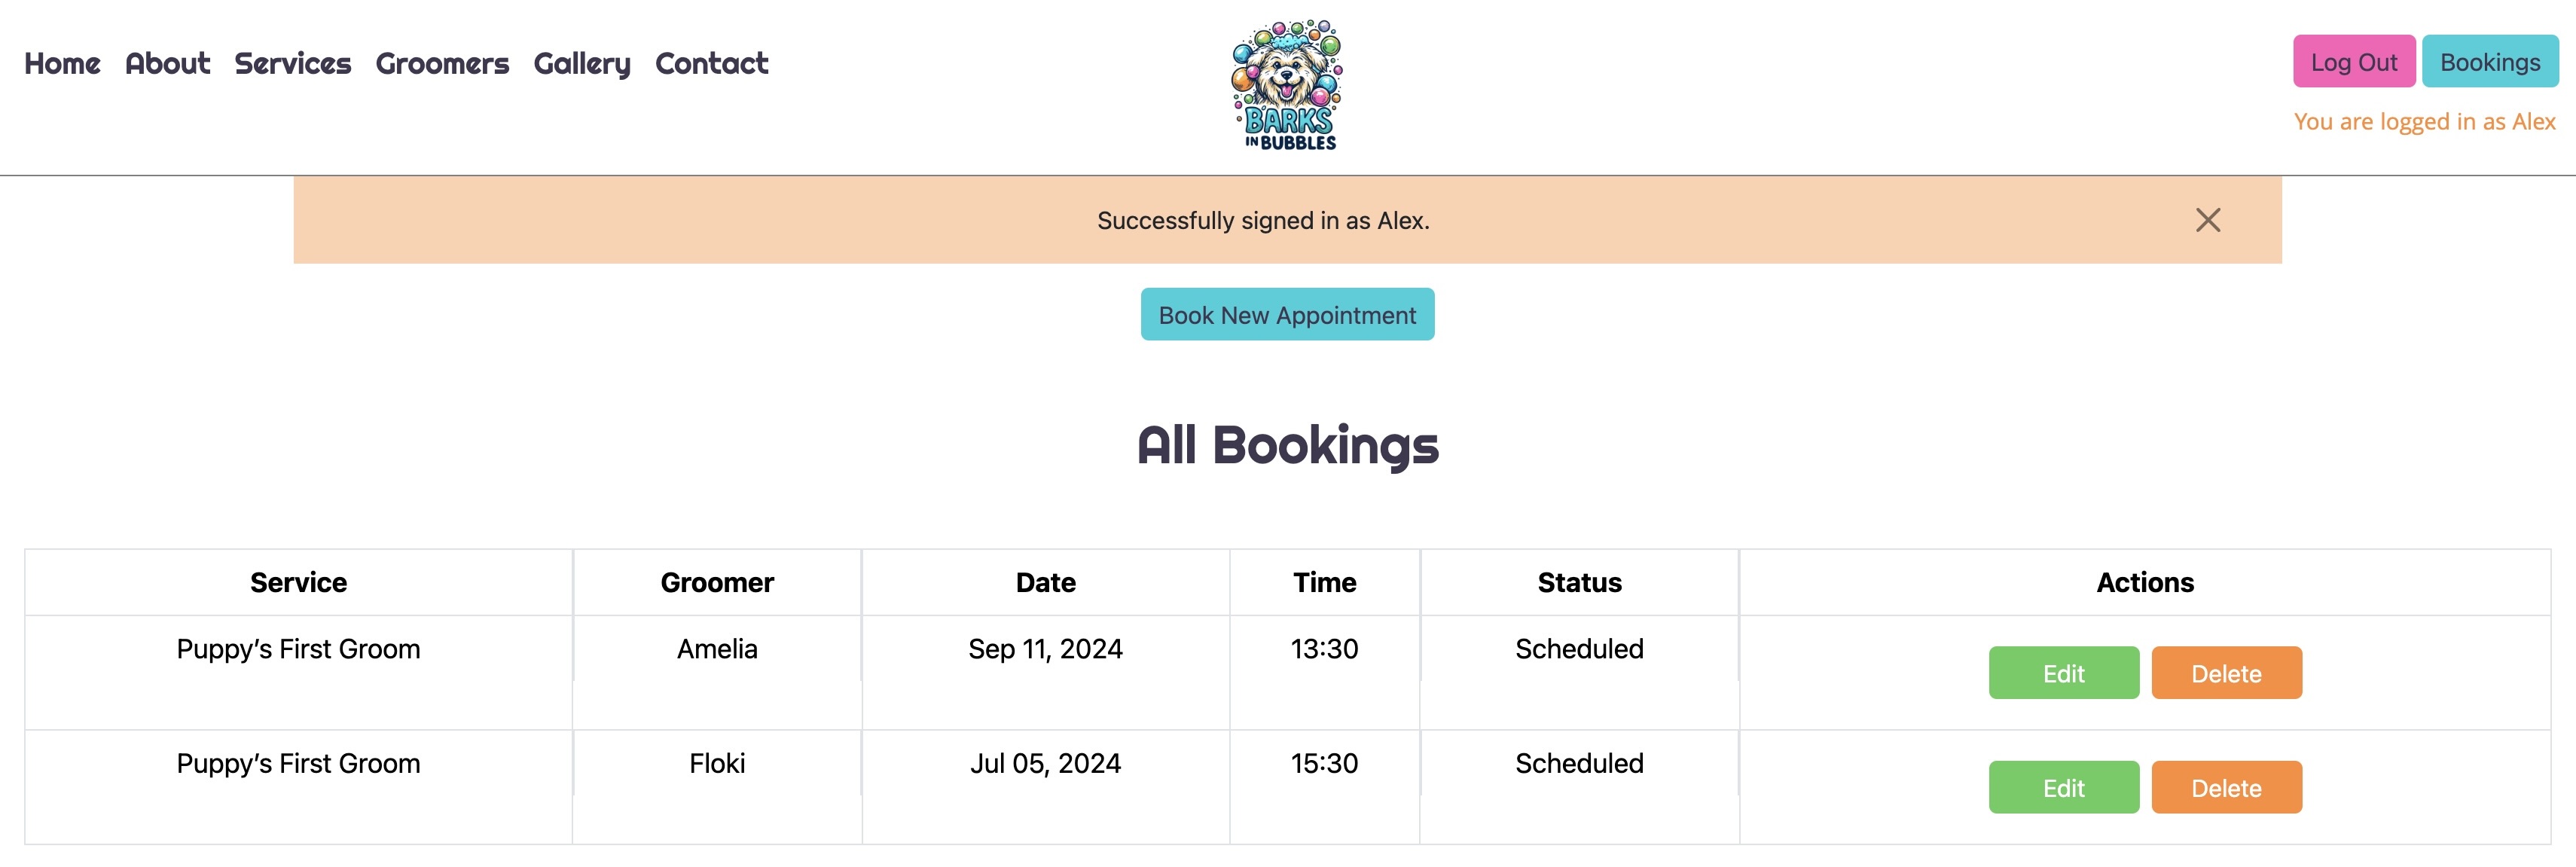 Home About Services Groomers Gallery Contact
BARKS
IN BUBBLES
Log Out Bookings
You are logged in as Alex
Successfully signed in as Alex.
Book New Appointment
All Bookings
Service Groomer Date Time Status Actions
Puppy’s First Groom Amelia Sep 11, 2024 13:30 Scheduled Edit Delete
Puppy’s First Groom Floki Jul 05, 2024 15:30 Scheduled Edit Delete